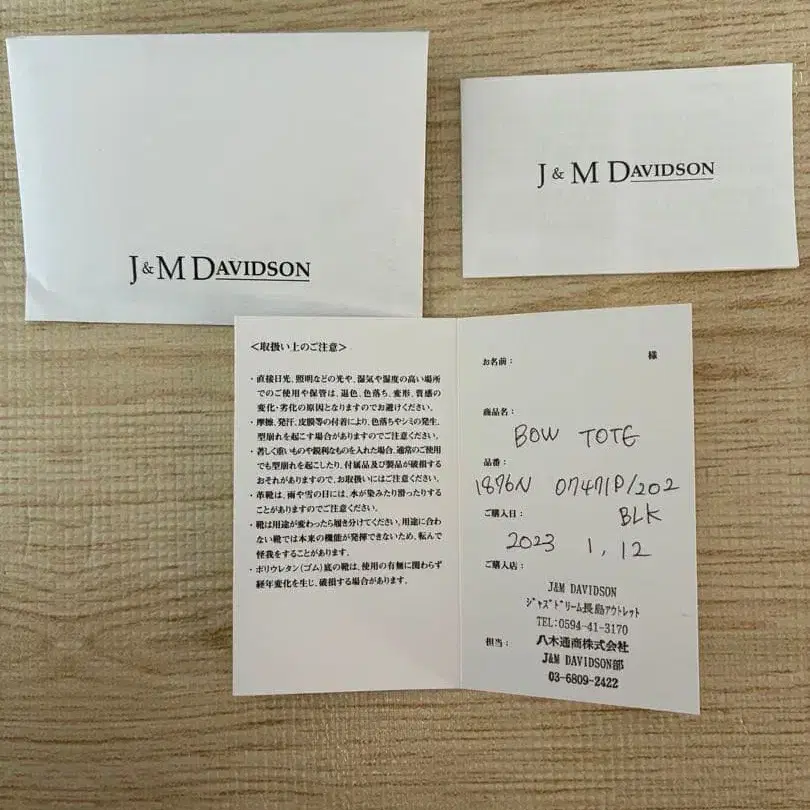 J & M DAVIDSON
J & M DAVIDSON
<取扱い上のご注意>
・直接日光、照明などの光や、湿気や湿度の高い場所
でのご使用や保管は、退色、色落ち、変形、質感の
変化・劣化の原因となりますのでお避けください。
・摩擦、発汗、皮膜等の付着により、色落ちやシミの発生、
型崩れを起こす場合がありますのでご注意ください。
・著しく重いものや鋭利なものを入れた場合、通常のご使用
でも型崩れを起こしたり、付属品及び製品が破損する
おそれがありますので、お取扱いにはご注意ください。
・革靴は、雨や雪の日には、水が染みたり滑ったりする
ことがありますのでご注意ください。
・靴は用途が変わったら履き分けてください。用途に合わ
ない靴では本来の機能が発揮できないため、転んで
怪我をすることがあります。
・ポリウレタン(ゴム)底の靴は、使用の有無に関わらず
経年変化を生じ、破損する場合があります。
お名前: 様
商品名:
BOW TOTE
品番:
1876N 07471P/202
BLK
ご購入日:
2023 1, 12
ご購入店:
J&M DAVIDSON
ジャズドリーム長島アウトレット
TEL:0594-41-3170
担当: 八木通商株式会社
J&M DAVIDSON部
03-6809-2422